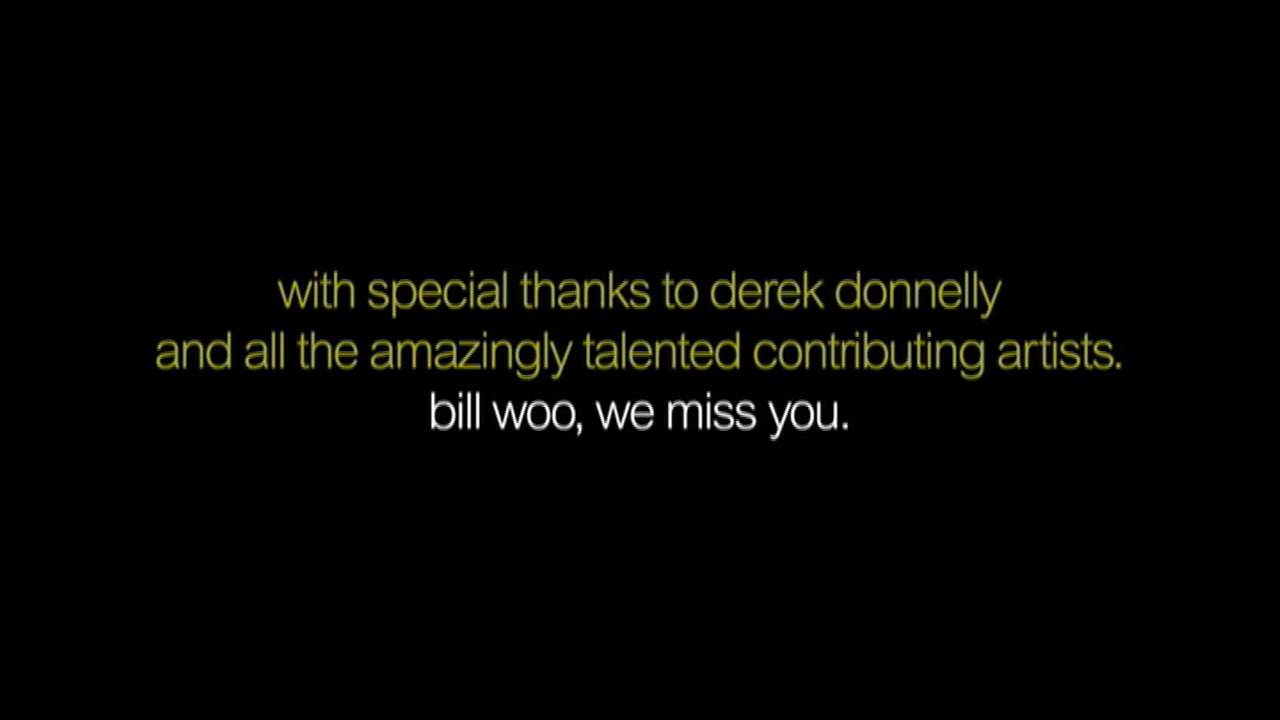 with special thanks to derek donnelly
and all the amazingly talented contributing artists.
bill woo, we miss you.